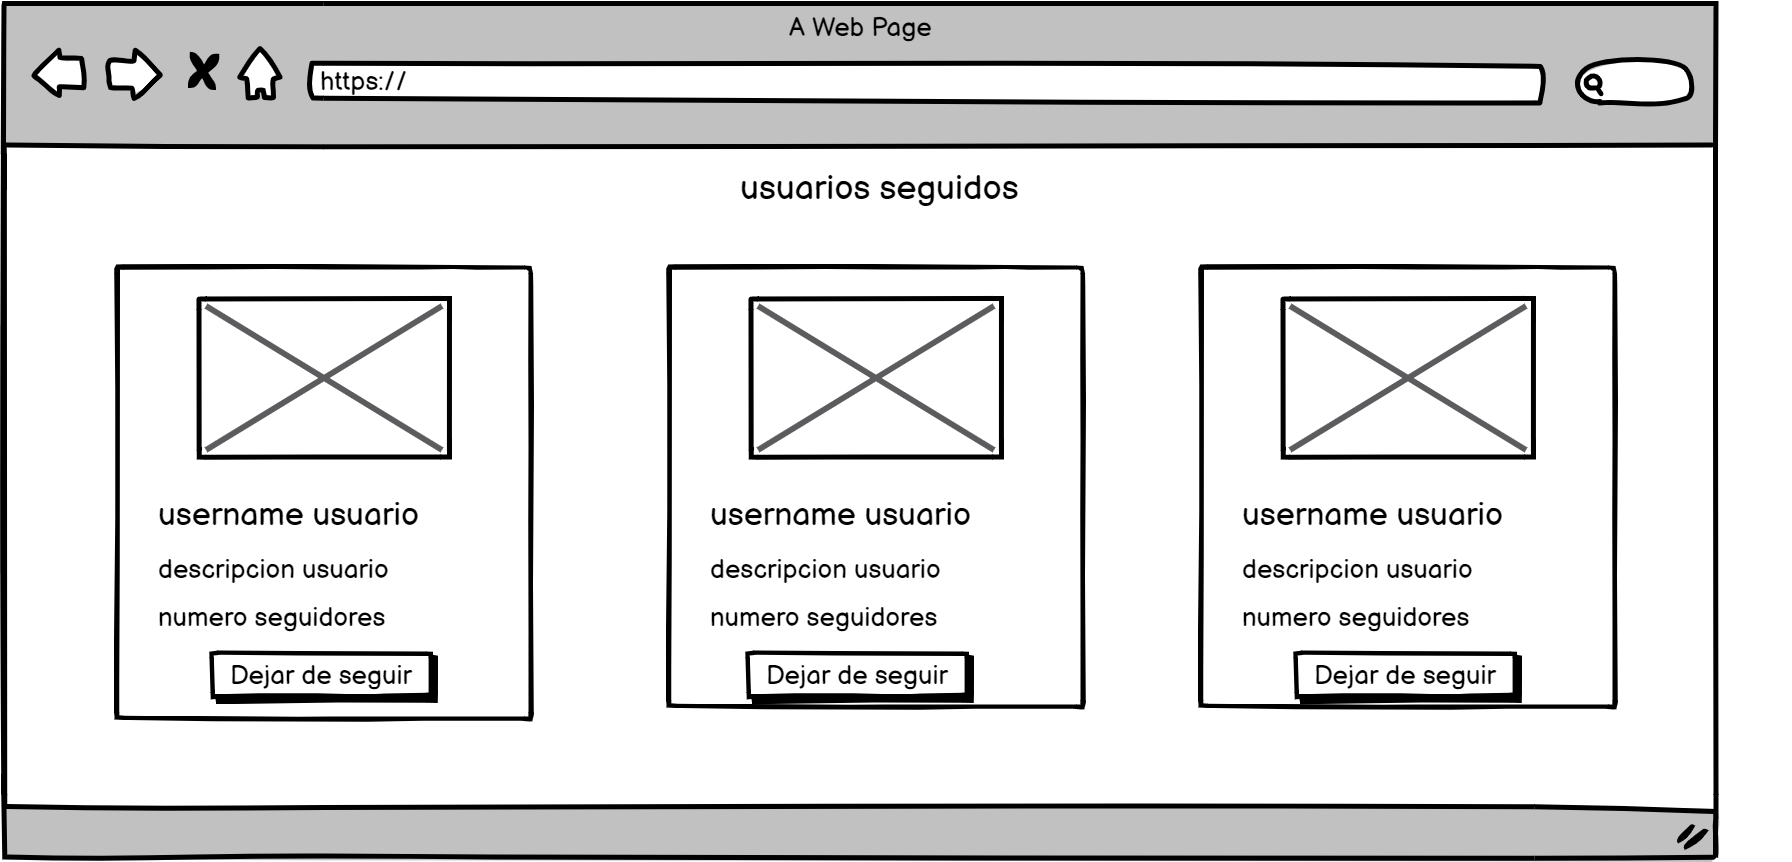 A Web Page
https://
usuarios seguidos
username usuario
descripcion usuario
numero seguidores
Dejar de seguir
username usuario
descripcion usuario
numero seguidores
Dejar de seguir
username usuario
descripcion usuario
numero seguidores
Dejar de seguir